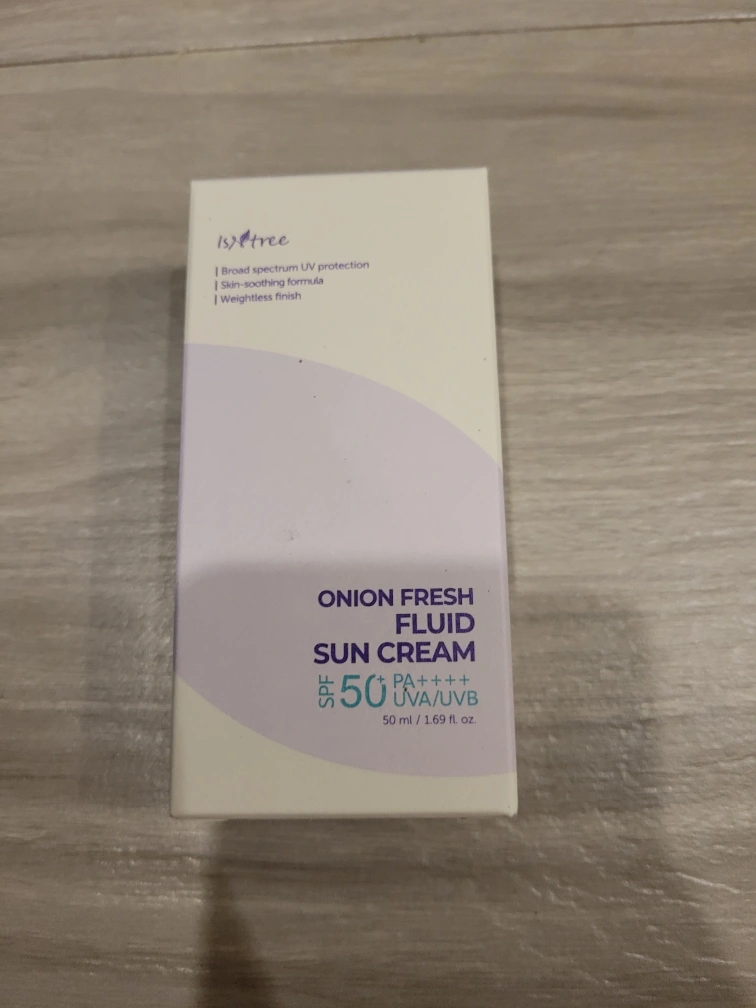 Isntree
| Broad spectrum UV protection
| Skin-soothing formula
| Weightless finish
ONION FRESH
FLUID
SUN CREAM
SPF 50+ PA++++
UVA/UVB
50 ml / 1.69 fl. oz.